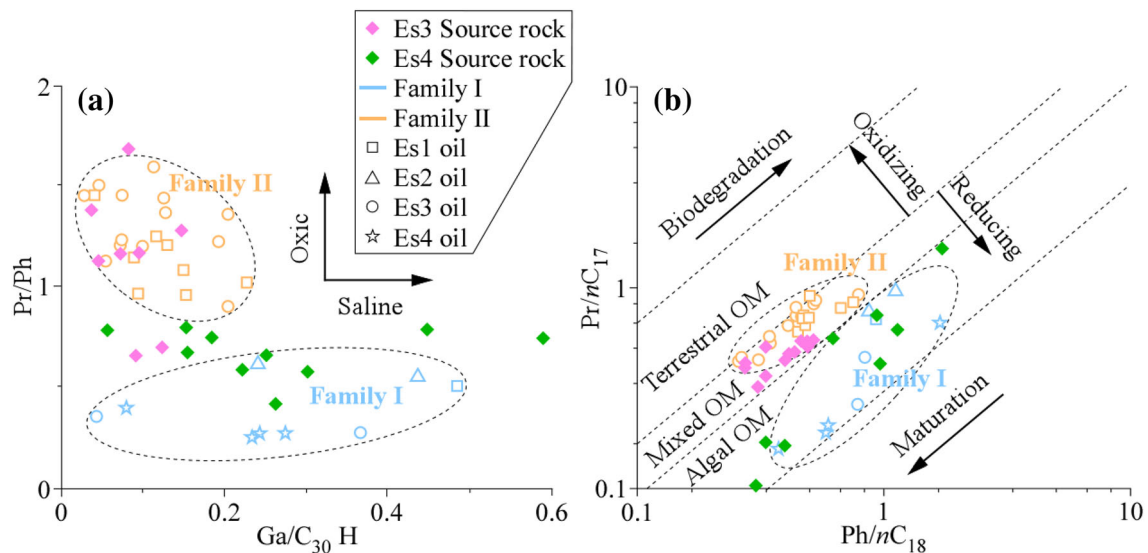 Es3 Source rock
Es4 Source rock
Family I
Family II
Es1 oil
Es2 oil
Es3 oil
Es4 oil
(a)
2
1
0
Pr/Ph
Family II
Oxic
Saline
Family I
0
0.2
0.4
0.6
Ga/C30 H
(b)
10
1
0.1
Pr/nC17
Biodegradation
Oxidizing
Reducing
Family II
Terrestrial OM
Mixed OM
Algal OM
Family I
Maturation
0.1
1
10
Ph/nC18